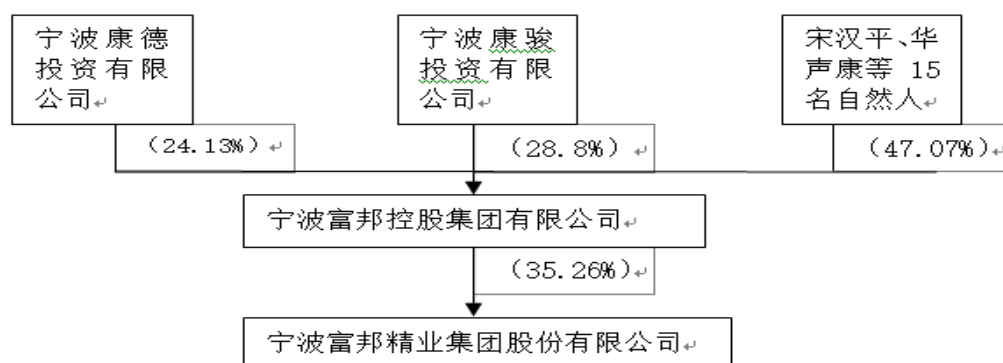 宁波康德
投资有限
公司
宁波康骏
投资有限
公司
宋汉平、华
声康等 15
名自然人
（24.13%）
（28.8%）
（47.07%）
宁波富邦控股集团有限公司
（35.26%）
宁波富邦精业集团股份有限公司